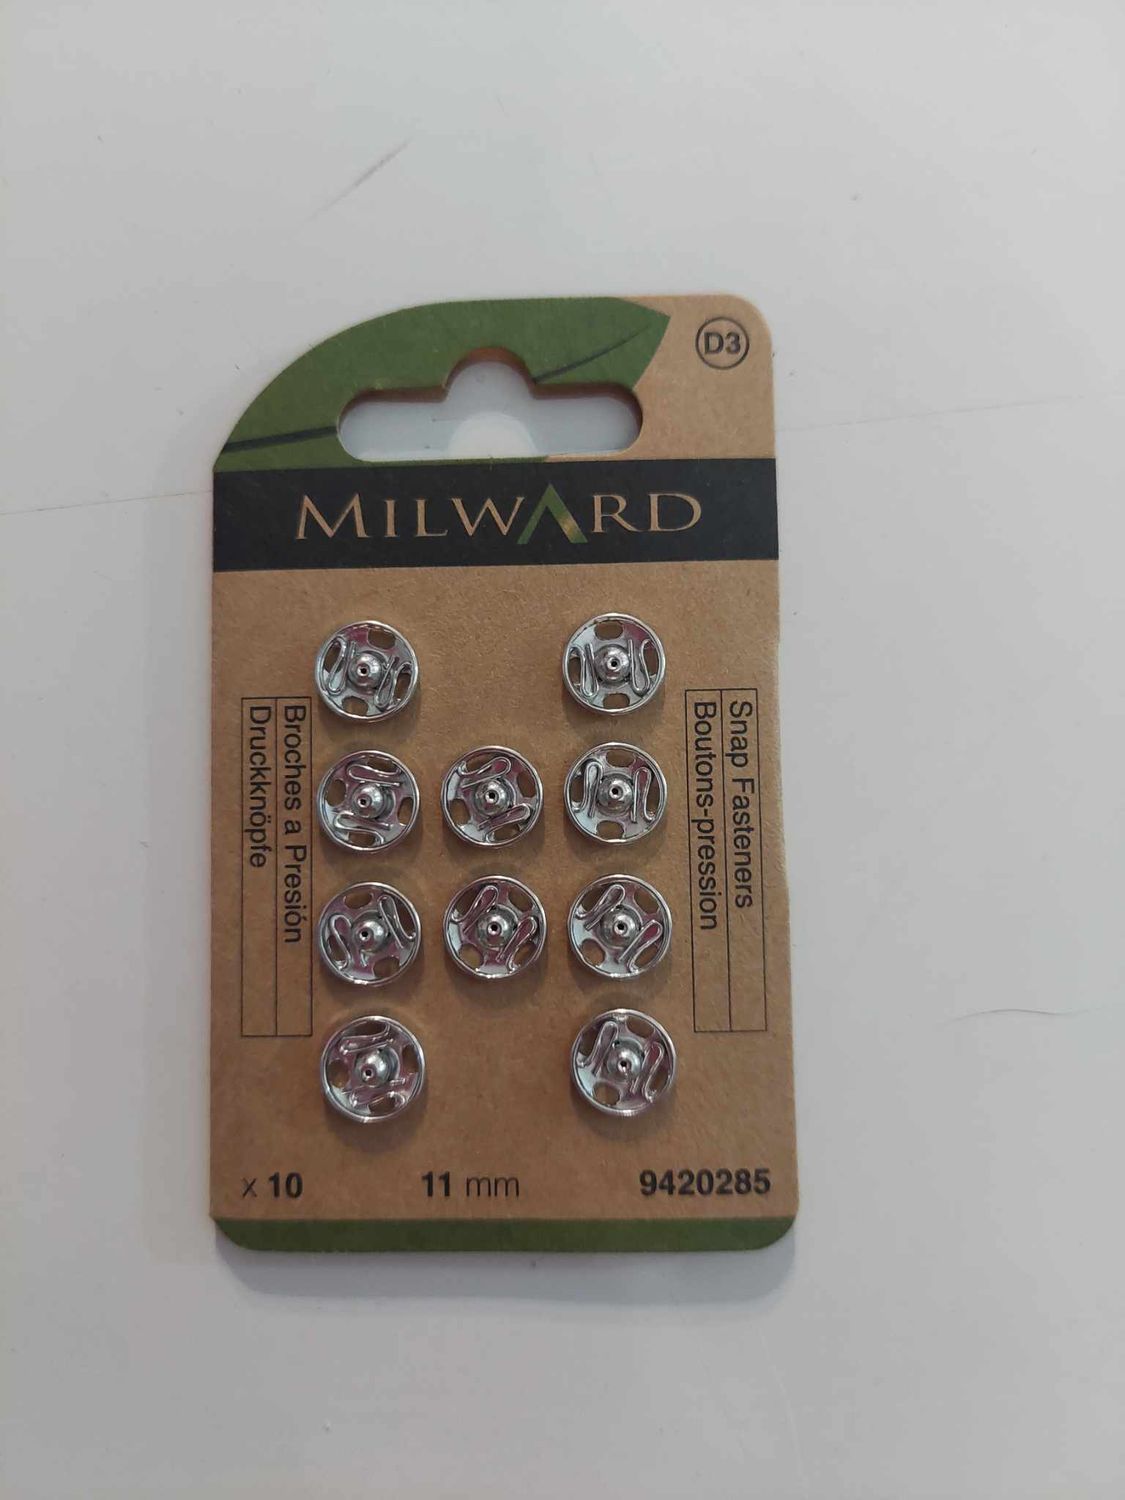 D3
MILWARD
Snap Fasteners
Boutons-pression
Broches a Presión
Druckknöpfe
x 10 11 mm 9420285